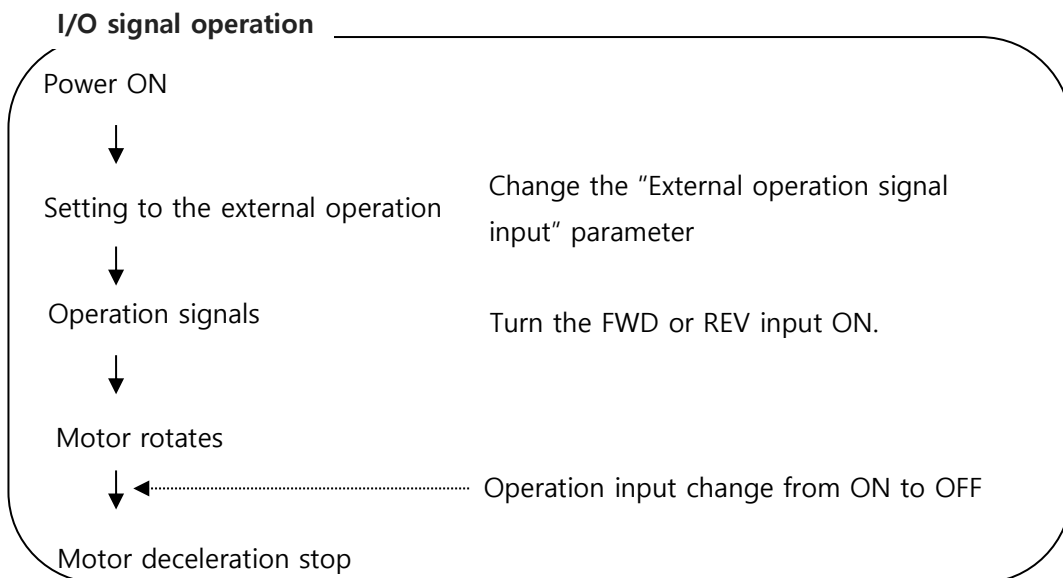 I/O signal operation
Power ON
Setting to the external operation
Change the "External operation signal
input" parameter
Operation signals
Turn the FWD or REV input ON.
Motor rotates
Operation input change from ON to OFF
Motor deceleration stop